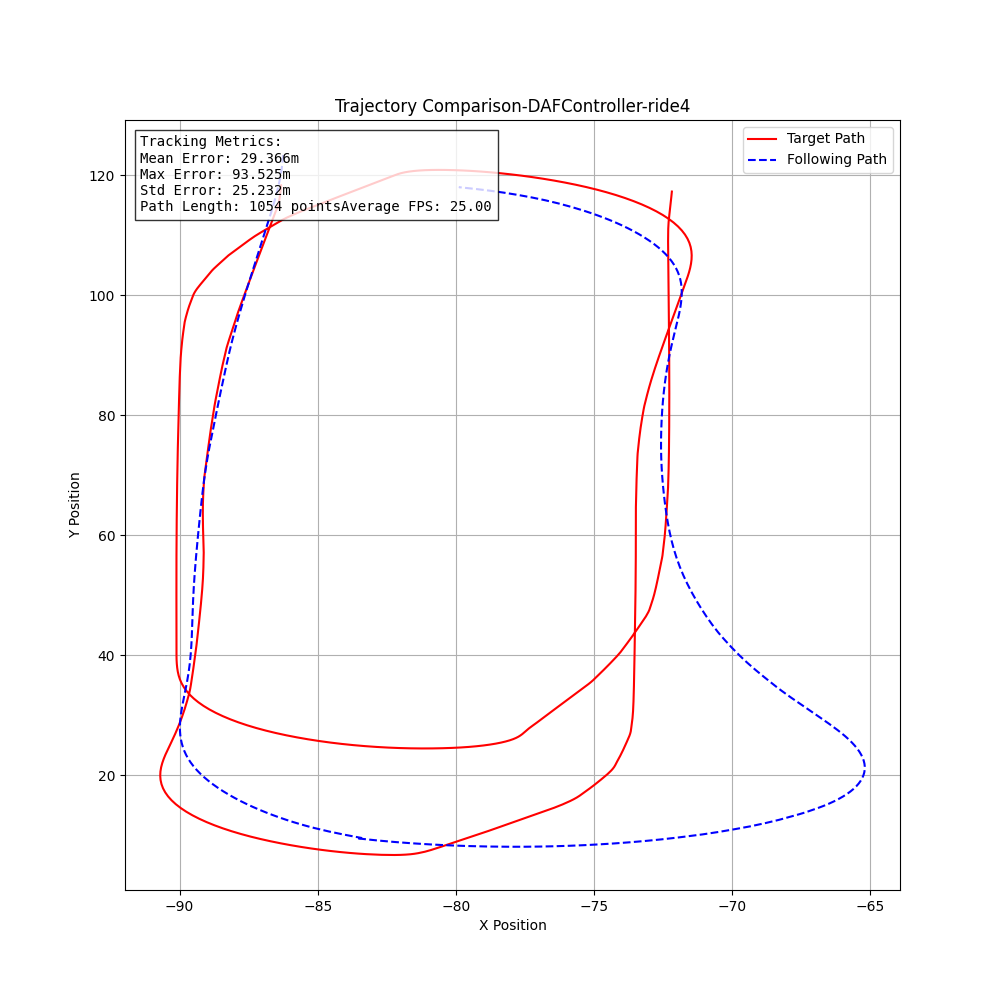 Trajectory Comparison-DAFController-ride4
Tracking Metrics:
Mean Error: 29.366m
Max Error: 93.525m
Std Error: 25.232m
Path Length: 1054 pointsAverage FPS: 25.00
Target Path
Following Path
120
100
80
60
40
20
Y Position
−90
−85
−80
−75
−70
−65
X Position